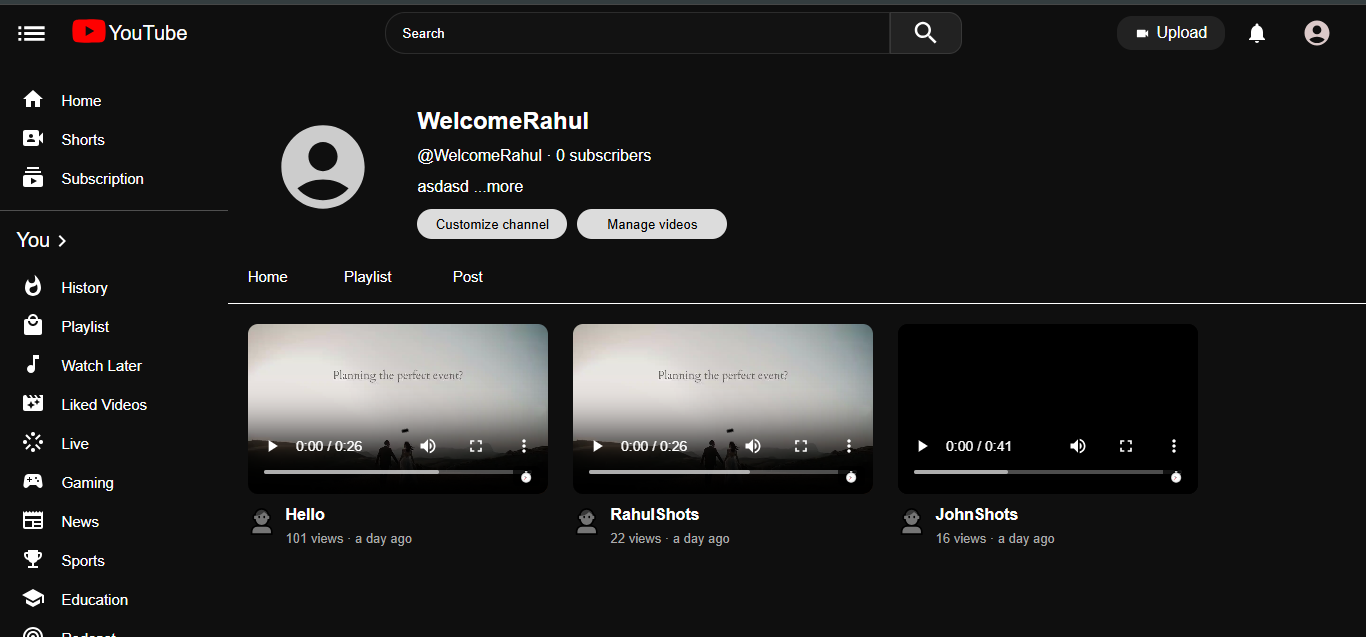 YouTube
Search
Upload
Home
Shorts
Subscription
You
History
Playlist
Watch Later
Liked Videos
Live
Gaming
News
Sports
Education
Podcast
WelcomeRahul
@WelcomeRahul · 0 subscribers
asdasd ...more
Customize channel Manage videos
Home Playlist Post
Planning the perfect event?
0:00 / 0:26
Hello
101 views · a day ago
Planning the perfect event?
0:00 / 0:26
RahulShots
22 views · a day ago
0:00 / 0:41
JohnShots
16 views · a day ago